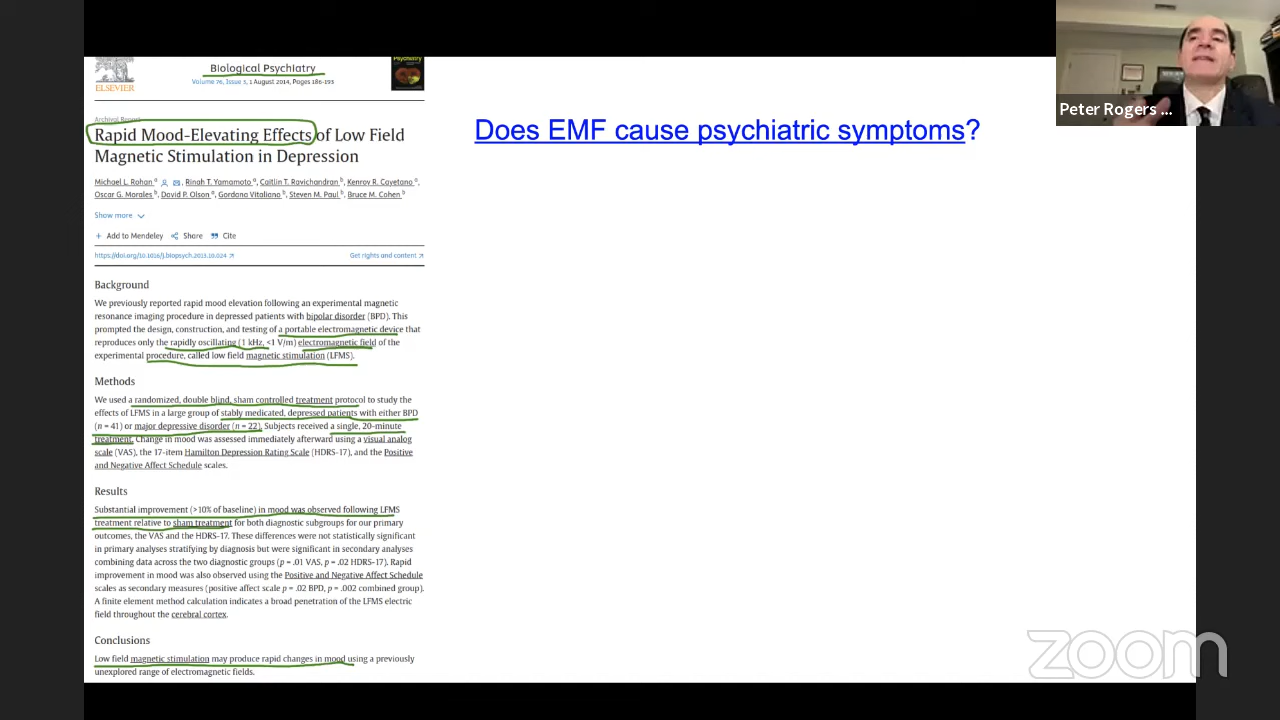 Biological Psychiatry
Volume 76, Issue 3, 1 August 2014, Pages 186-193
ELSEVIER
Psychiatry
Archival Report
Rapid Mood-Elevating Effects of Low Field
Magnetic Stimulation in Depression
Michael L. Rohan a, Rinah T. Yamamoto a, Caitlin T. Ravichandran b, Kenroy R. Cayetano a,
Oscar G. Morales b, David P. Olson a, Gordana Vitaliano b, Steven M. Paul b, Bruce M. Cohen b
Show more
Add to Mendeley Share Cite
https://doi.org/10.1016/j.biopsych.2013.10.024 Get rights and content
Background
We previously reported rapid mood elevation following an experimental magnetic
resonance imaging procedure in depressed patients with bipolar disorder (BPD). This
prompted the design, construction, and testing of a portable electromagnetic device that
reproduces only the rapidly oscillating (1 kHz, <1 V/m) electromagnetic field of the
experimental procedure, called low field magnetic stimulation (LFMS).
Methods
We used a randomized, double blind, sham controlled treatment protocol to study the
effects of LFMS in a large group of stably medicated, depressed patients with either BPD
(n = 41) or major depressive disorder (n = 22). Subjects received a single, 20-minute
treatment. Change in mood was assessed immediately afterward using a visual analog
scale (VAS), the 17-item Hamilton Depression Rating Scale (HDRS-17), and the Positive
and Negative Affect Schedule scales.
Results
Substantial improvement (>10% of baseline) in mood was observed following LFMS
treatment relative to sham treatment for both diagnostic subgroups for our primary
outcomes, the VAS and the HDRS-17. These differences were not statistically significant
in primary analyses stratifying by diagnosis but were significant in secondary analyses
combining data across the two diagnostic groups (p = .01 VAS, p = .02 HDRS-17). Rapid
improvement in mood was also observed using the Positive and Negative Affect Schedule
scales as secondary measures (positive affect scale p = .02 BPD, p = .002 combined group).
A finite element method calculation indicates a broad penetration of the LFMS electric
field throughout the cerebral cortex.
Conclusions
Low field magnetic stimulation may produce rapid changes in mood using a previously
unexplored range of electromagnetic fields.
Does EMF cause psychiatric symptoms?
Peter Rogers ...
zoom